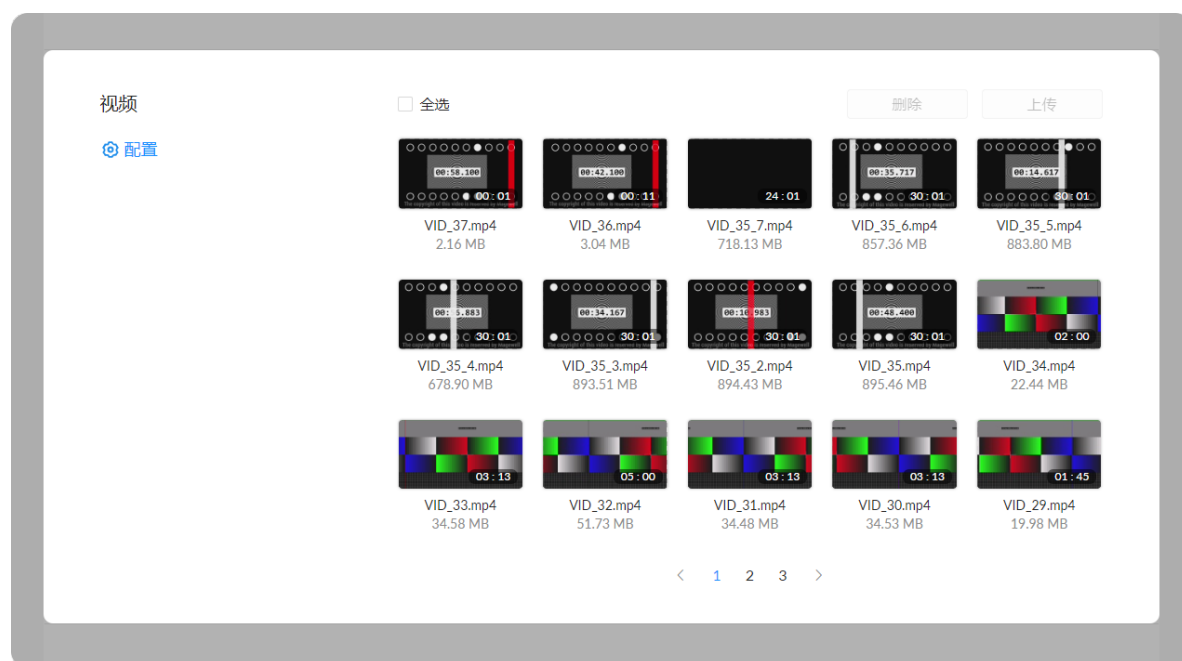 视频
配置
全选
删除 上传
00:58.100 00:42.100 00:35.717 00:14.617
00:01 00:11 24:01 30:01 30:01
VID_37.mp4 VID_36.mp4 VID_35_7.mp4 VID_35_6.mp4 VID_35_5.mp4
2.16 MB 3.04 MB 718.13 MB 857.36 MB 883.80 MB
00:34.167 00:48.400
30:01 30:01 30:01 30:01 02:00
VID_35_4.mp4 VID_35_3.mp4 VID_35_2.mp4 VID_35.mp4 VID_34.mp4
678.90 MB 893.51 MB 894.43 MB 895.46 MB 22.44 MB
03:13 05:00 03:13 03:13 01:45
VID_33.mp4 VID_32.mp4 VID_31.mp4 VID_30.mp4 VID_29.mp4
34.58 MB 51.73 MB 34.48 MB 34.53 MB 19.98 MB
1 2 3